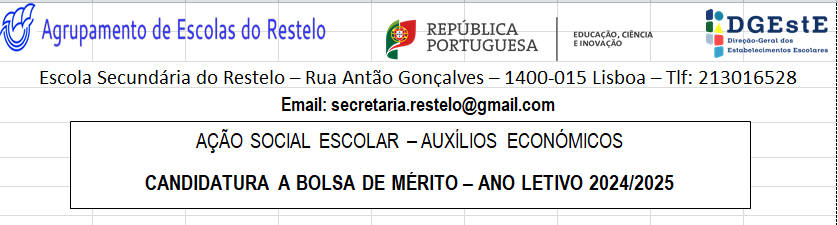 Agrupamento de Escolas do Restelo
REPÚBLICA
PORTUGUESA
EDUCAÇÃO, CIÊNCIA
E INOVAÇÃO
DGEstE
Direção-Geral dos
Estabelecimentos Escolares
Escola Secundária do Restelo – Rua Antão Gonçalves – 1400-015 Lisboa – Tlf: 213016528
Email: secretaria.restelo@gmail.com
AÇÃO SOCIAL ESCOLAR – AUXÍLIOS ECONÓMICOS
CANDIDATURA A BOLSA DE MÉRITO – ANO LETIVO 2024/2025